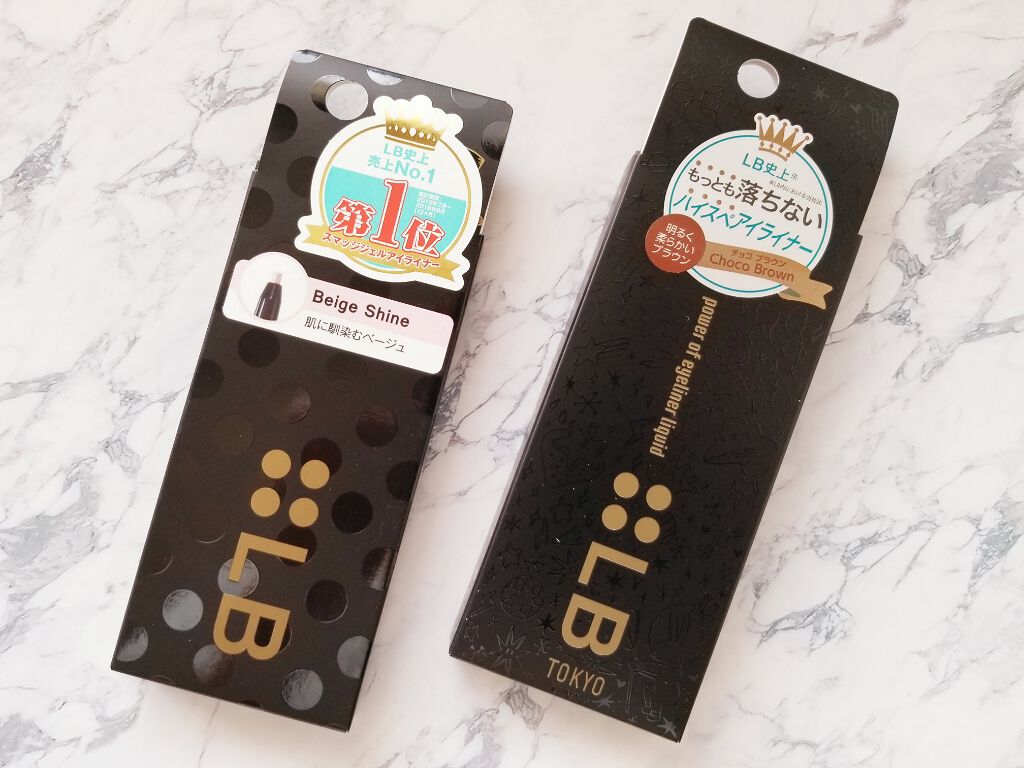 LB史上
売上No.1
第1位
スマッジジェルアイライナー
Beige Shine
肌に馴染むベージュ
LB
LB史上※
もっとも落ちない
ハイスペアイライナー
明るく
柔らかい
ブラウン
チョコ ブラウン
Choco Brown
power of eyeliner liquid
LB
TOKYO